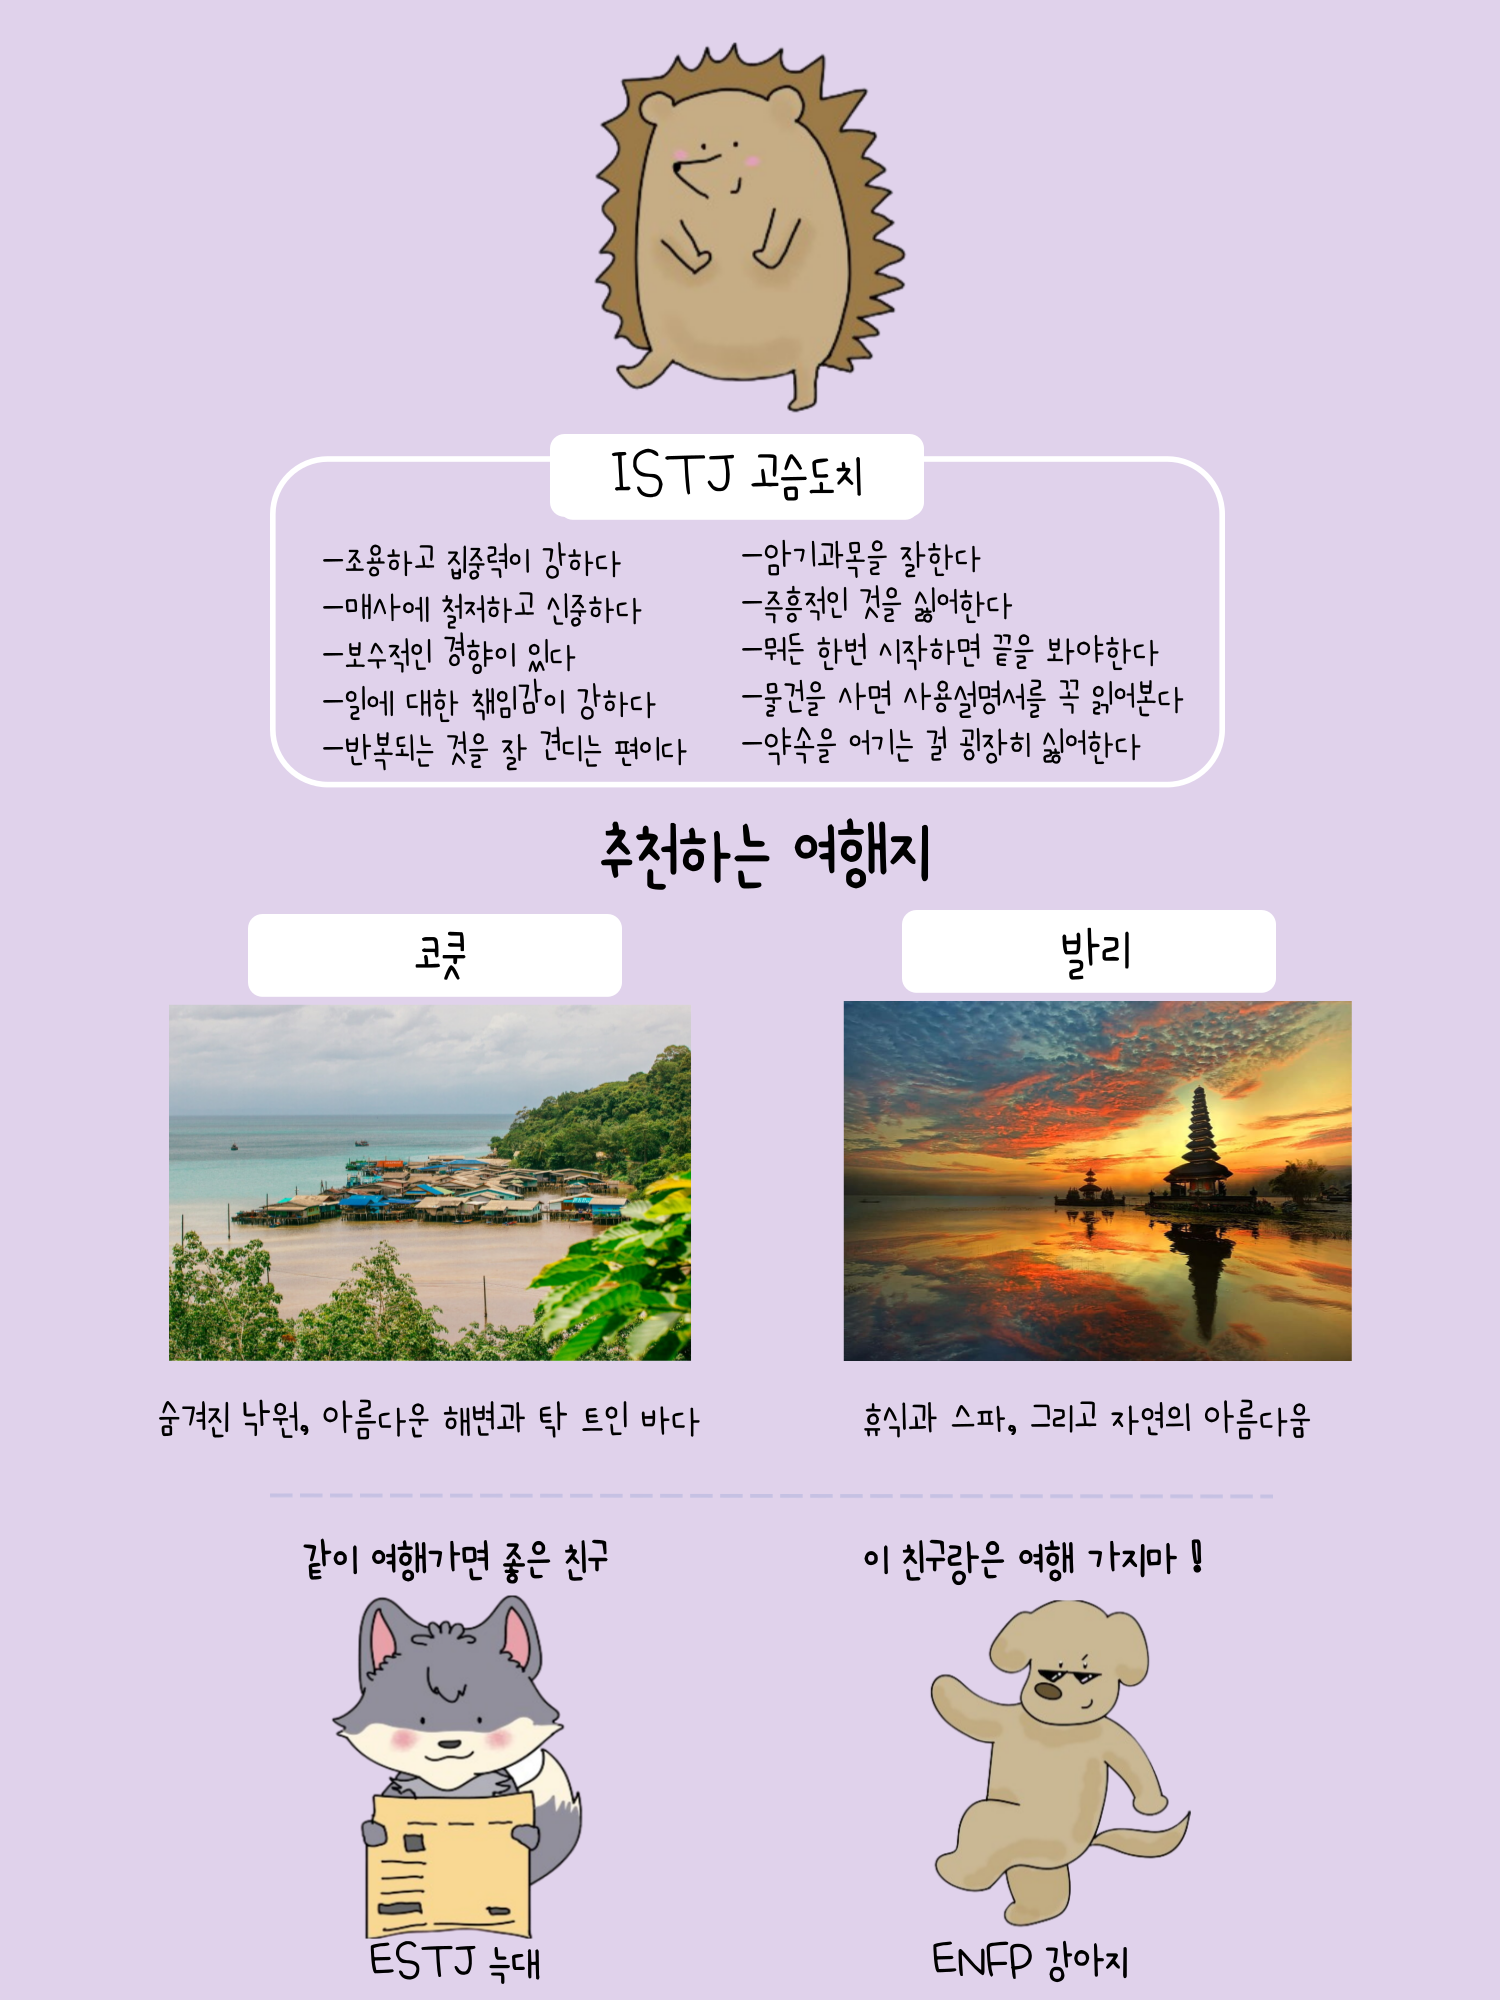 ISTJ 고슴도치
-조용하고 집중력이 강하다
-매사에 철저하고 신중하다
-보수적인 경향이 있다
-일에 대한 책임감이 강하다
-반복되는 것을 잘 견디는 편이다
-암기과목을 잘한다
-즉흥적인 것을 싫어한다
-뭐든 한번 시작하면 끝을 봐야한다
-물건을 사면 사용설명서를 꼭 읽어본다
-약속을 어기는 걸 굉장히 싫어한다
추천하는 여행지
코쿳
숨겨진 낙원, 아름다운 해변과 탁 트인 바다
발리
휴식과 스파, 그리고 자연의 아름다움
같이 여행가면 좋은 친구
ESTJ 늑대
이 친구랑은 여행 가지마 !
ENFP 강아지